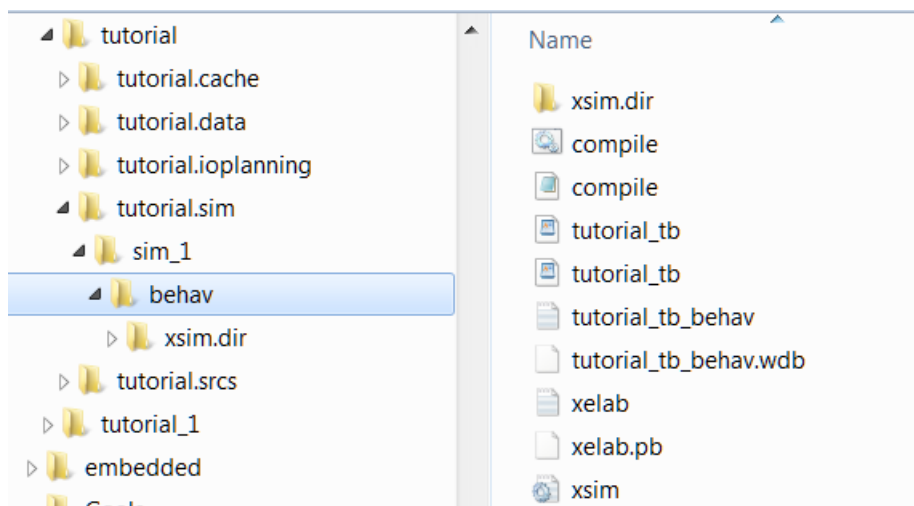 tutorial
tutorial.cache
tutorial.data
tutorial.ioplanning
tutorial.sim
sim_1
behav
xsim.dir
tutorial.srcs
tutorial_1
embedded
Name
xsim.dir
compile
compile
tutorial_tb
tutorial_tb
tutorial_tb_behav
tutorial_tb_behav.wdb
xelab
xelab.pb
xsim